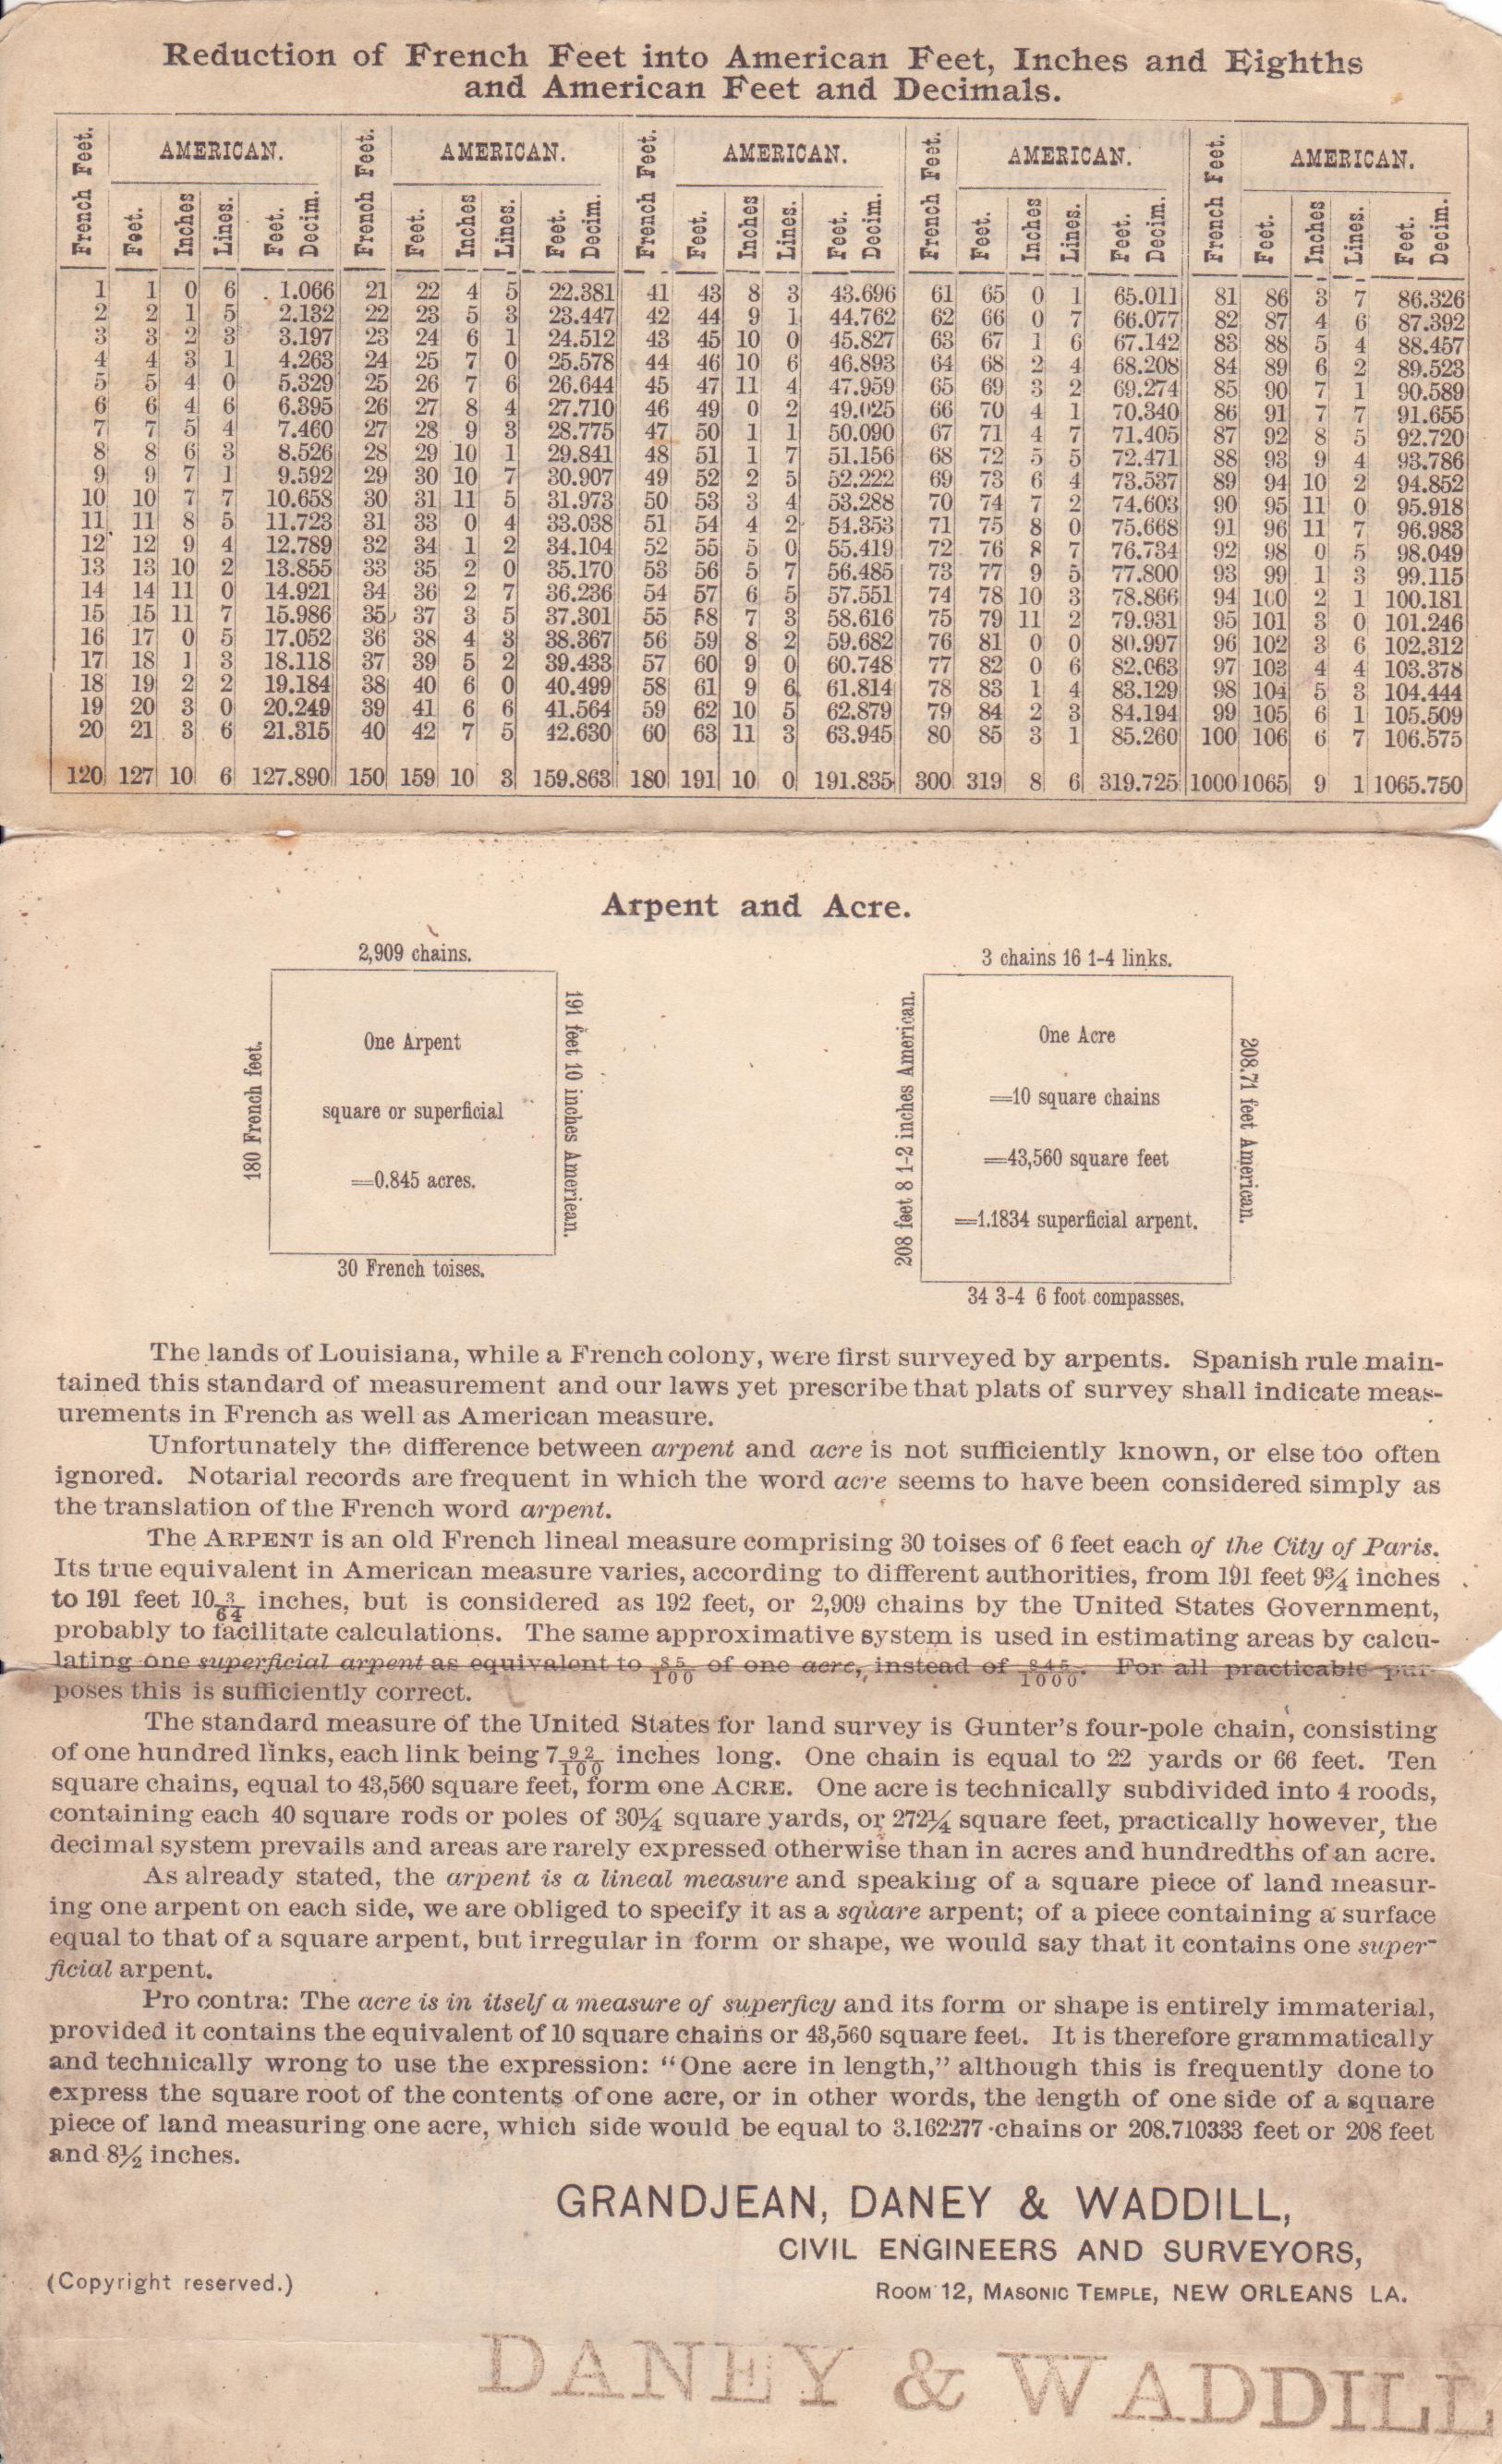 Reduction of French Feet into American Feet, Inches and Eighths
and American Feet and Decimals.
French Feet. AMERICAN. French Feet. AMERICAN. French Feet. AMERICAN. French Feet. AMERICAN. French Feet. AMERICAN.
Feet. Inches Lines. Feet. Decim. Feet. Inches Lines. Feet. Decim. Feet. Inches Lines. Feet. Decim. Feet. Inches Lines. Feet. Decim. Feet. Inches Lines. Feet. Decim.
1 1 0 6 1.066 21 22 4 5 22.381 41 43 8 3 43.696 61 65 0 1 65.011 81 86 3 7 86.326
2 2 1 5 2.132 22 23 5 3 23.447 42 44 9 1 44.762 62 66 0 7 66.077 82 87 4 6 87.392
3 3 2 3 3.197 23 24 6 1 24.512 43 45 10 0 45.827 63 67 1 6 67.142 83 88 5 4 88.457
4 4 3 1 4.263 24 25 7 0 25.578 44 46 10 6 46.893 64 68 2 4 68.208 84 89 6 2 89.523
5 5 4 0 5.329 25 26 7 6 26.644 45 47 11 4 47.959 65 69 3 2 69.274 85 90 7 1 90.589
6 6 4 6 6.395 26 27 8 4 27.710 46 49 0 2 49.025 66 70 4 1 70.340 86 91 7 7 91.655
7 7 5 4 7.460 27 28 9 3 28.775 47 50 1 1 50.090 67 71 4 7 71.405 87 92 8 5 92.720
8 8 6 3 8.526 28 29 10 1 29.841 48 51 1 7 51.156 68 72 5 5 72.471 88 93 9 4 93.786
9 9 7 1 9.592 29 30 10 7 30.907 49 52 2 5 52.222 69 73 6 4 73.537 89 94 10 2 94.852
10 10 7 7 10.658 30 31 11 5 31.973 50 53 3 4 53.288 70 74 7 2 74.603 90 95 11 0 95.918
11 11 8 5 11.723 31 33 0 4 33.038 51 54 4 2 54.353 71 75 8 0 75.668 91 96 11 7 96.983
12 12 9 4 12.789 32 34 1 2 34.104 52 55 5 0 55.419 72 76 8 7 76.734 92 98 0 5 98.049
13 13 10 2 13.855 33 35 2 0 35.170 53 56 5 7 56.485 73 77 9 5 77.800 93 99 1 3 99.115
14 14 11 0 14.921 34 36 2 7 36.236 54 57 6 5 57.551 74 78 10 3 78.866 94 100 2 1 100.181
15 15 11 7 15.986 35 37 3 5 37.301 55 58 7 3 58.616 75 79 11 2 79.931 95 101 3 0 101.246
16 17 0 5 17.052 36 38 4 3 38.367 56 59 8 2 59.682 76 81 0 0 80.997 96 102 3 6 102.312
17 18 1 3 18.118 37 39 5 2 39.433 57 60 9 0 60.748 77 82 0 6 82.063 97 103 4 4 103.378
18 19 2 2 19.184 38 40 6 0 40.499 58 61 9 6 61.814 78 83 1 4 83.129 98 104 5 3 104.444
19 20 3 0 20.249 39 41 6 6 41.564 59 62 10 5 62.879 79 84 2 3 84.194 99 105 6 1 105.509
20 21 3 6 21.315 40 42 7 5 42.630 60 63 11 3 63.945 80 85 3 1 85.260 100 106 6 7 106.575
120 127 10 6 127.890 150 159 10 3 159.863 180 191 10 0 191.835 300 319 8 6 319.725 1000 1065 9 1 1065.750
Arpent and Acre.
2,909 chains.
180 French feet.
One Arpent
square or superficial
=0.845 acres.
191 feet 10 inches American.
30 French toises.
3 chains 16 1-4 links.
208 feet 8 1-2 inches American.
One Acre
=10 square chains
=43,560 square feet
=1.1834 superficial arpent.
208.71 feet American.
34 3-4 6 foot compasses.
The lands of Louisiana, while a French colony, were first surveyed by arpents. Spanish rule main-
tained this standard of measurement and our laws yet prescribe that plats of survey shall indicate meas-
urements in French as well as American measure.
Unfortunately the difference between arpent and acre is not sufficiently known, or else too often
ignored. Notarial records are frequent in which the word acre seems to have been considered simply as
the translation of the French word arpent.
The ARPENT is an old French lineal measure comprising 30 toises of 6 feet each of the City of Paris.
Its true equivalent in American measure varies, according to different authorities, from 191 feet 9¾ inches
to 191 feet 10 3/64 inches, but is considered as 192 feet, or 2,909 chains by the United States Government,
probably to facilitate calculations. The same approximative system is used in estimating areas by calcu-
lating one superficial arpent as equivalent to 85/100 of one acre, instead of 845/1000. For all practicable pur-
poses this is sufficiently correct.
The standard measure of the United States for land survey is Gunter's four-pole chain, consisting
of one hundred links, each link being 7 92/100 inches long. One chain is equal to 22 yards or 66 feet. Ten
square chains, equal to 43,560 square feet, form one ACRE. One acre is technically subdivided into 4 roods,
containing each 40 square rods or poles of 30¼ square yards, or 272¼ square feet, practically however, the
decimal system prevails and areas are rarely expressed otherwise than in acres and hundredths of an acre.
As already stated, the arpent is a lineal measure and speaking of a square piece of land measur-
ing one arpent on each side, we are obliged to specify it as a square arpent; of a piece containing a surface
equal to that of a square arpent, but irregular in form or shape, we would say that it contains one super-
ficial arpent.
Pro contra: The acre is in itself a measure of superficy and its form or shape is entirely immaterial,
provided it contains the equivalent of 10 square chains or 43,560 square feet. It is therefore grammatically
and technically wrong to use the expression: "One acre in length," although this is frequently done to
express the square root of the contents of one acre, or in other words, the length of one side of a square
piece of land measuring one acre, which side would be equal to 3.162277 chains or 208.710333 feet or 208 feet
and 8½ inches.
GRANDJEAN, DANEY & WADDILL,
CIVIL ENGINEERS AND SURVEYORS,
(Copyright reserved.)
ROOM 12, MASONIC TEMPLE, NEW ORLEANS LA.
DANEY & WADDILL